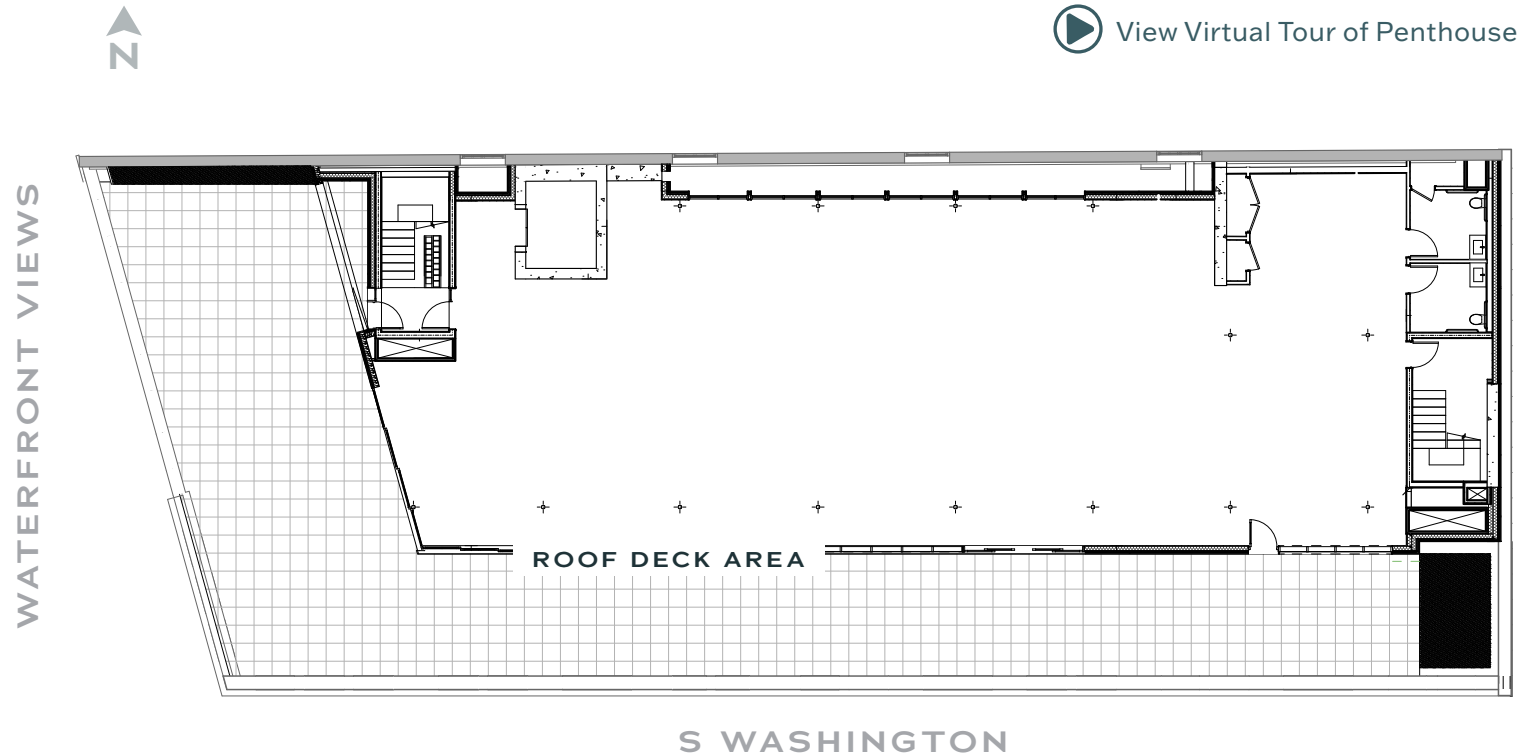 N
View Virtual Tour of Penthouse
WATERFRONT VIEWS
ROOF DECK AREA
S WASHINGTON